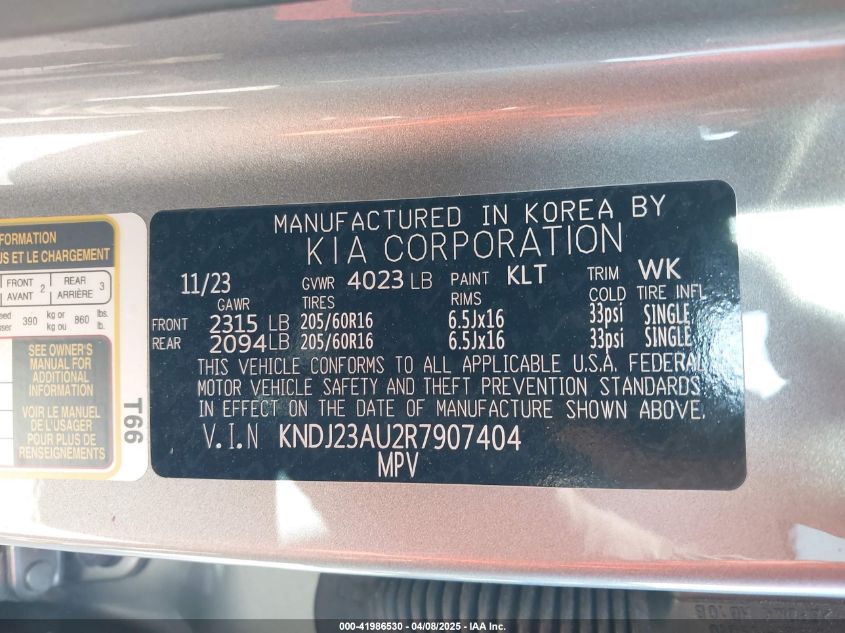 FORMATION
US ET LE CHARGEMENT
FRONT AVANT 2 REAR ARRIÈRE 3
390 kg or kg ou 860 lbs. lb.
SEE OWNER'S
MANUAL FOR
ADDITIONAL
INFORMATION
VOIR LE MANUEL
DE L'USAGER
POUR PLUS DE
RENSEIGNEMENTS
T66
MANUFACTURED IN KOREA BY
KIA CORPORATION
11/23 GVWR 4023 LB PAINT KLT TRIM WK
GAWR TIRES RIMS COLD TIRE INFL
FRONT 2315 LB 205/60R16 6.5Jx16 33psi SINGLE
REAR 2094 LB 205/60R16 6.5Jx16 33psi SINGLE
THIS VEHICLE CONFORMS TO ALL APPLICABLE U.S.A. FEDERAL
MOTOR VEHICLE SAFETY AND THEFT PREVENTION STANDARDS
IN EFFECT ON THE DATE OF MANUFACTURE SHOWN ABOVE.
V.I.N KNDJ23AU2R7907404
MPV
000-41986530 | 04/08/2025 | © IAA Holdings, LLC.